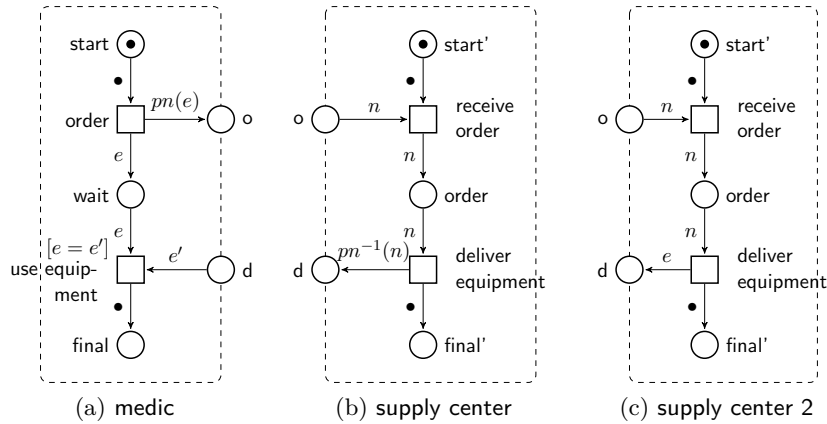 start
pn(e)
order
o
e
wait
e
[e = e′]
use equip-
ment
e′
d
final
(a) medic
start'
o
n
receive
order
n
order
n
pn⁻¹(n)
d
deliver
equipment
final'
(b) supply center
start'
o
n
receive
order
n
order
n
e
d
deliver
equipment
final'
(c) supply center 2